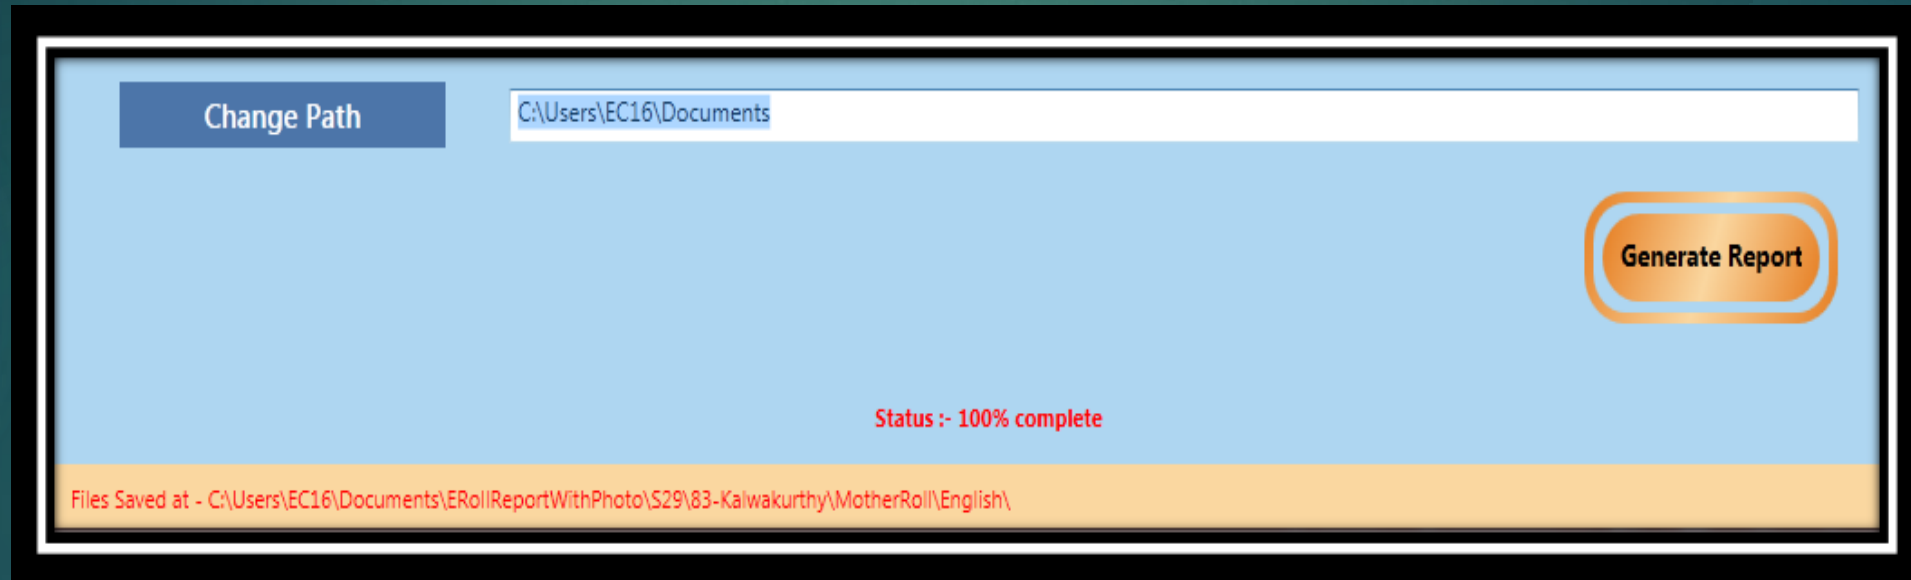 Change Path
C:\Users\EC16\Documents
Generate Report
Status :- 100% complete
Files Saved at - C:\Users\EC16\Documents\ERollReportWithPhoto\S29\83-Kalwakurthy\MotherRoll\English\